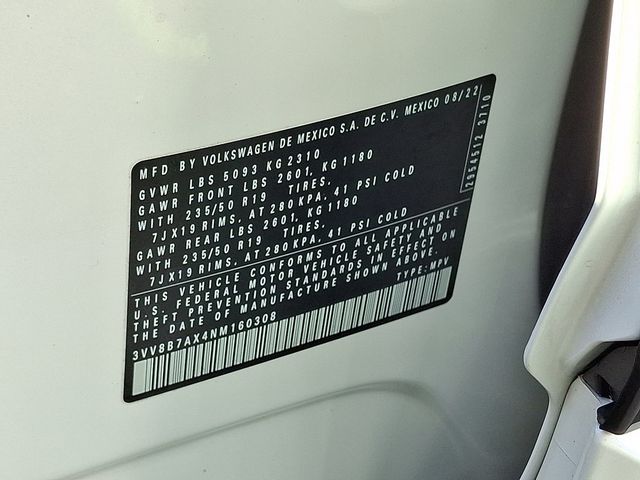 MFD BY VOLKSWAGEN DE MEXICO S.A. DE C.V. MEXICO 08/22
GVWR LBS 5093 KG 2310
GAWR FRONT LBS 2601, KG 1180
WITH 235/50 R19 TIRES,
7JX19 RIMS, AT 280KPA, 41 PSI COLD
GAWR REAR LBS 2601, KG 1180
WITH 235/50 R19 TIRES,
7JX19 RIMS, AT 280KPA, 41 PSI COLD
THIS VEHICLE CONFORMS TO ALL APPLICABLE
U.S. FEDERAL MOTOR VEHICLE SAFETY AND
THEFT PREVENTION STANDARDS IN EFFECT ON
THE DATE OF MANUFACTURE SHOWN ABOVE.
3VV8B7AX4NM160308 TYPE: MPV
2954512 3710